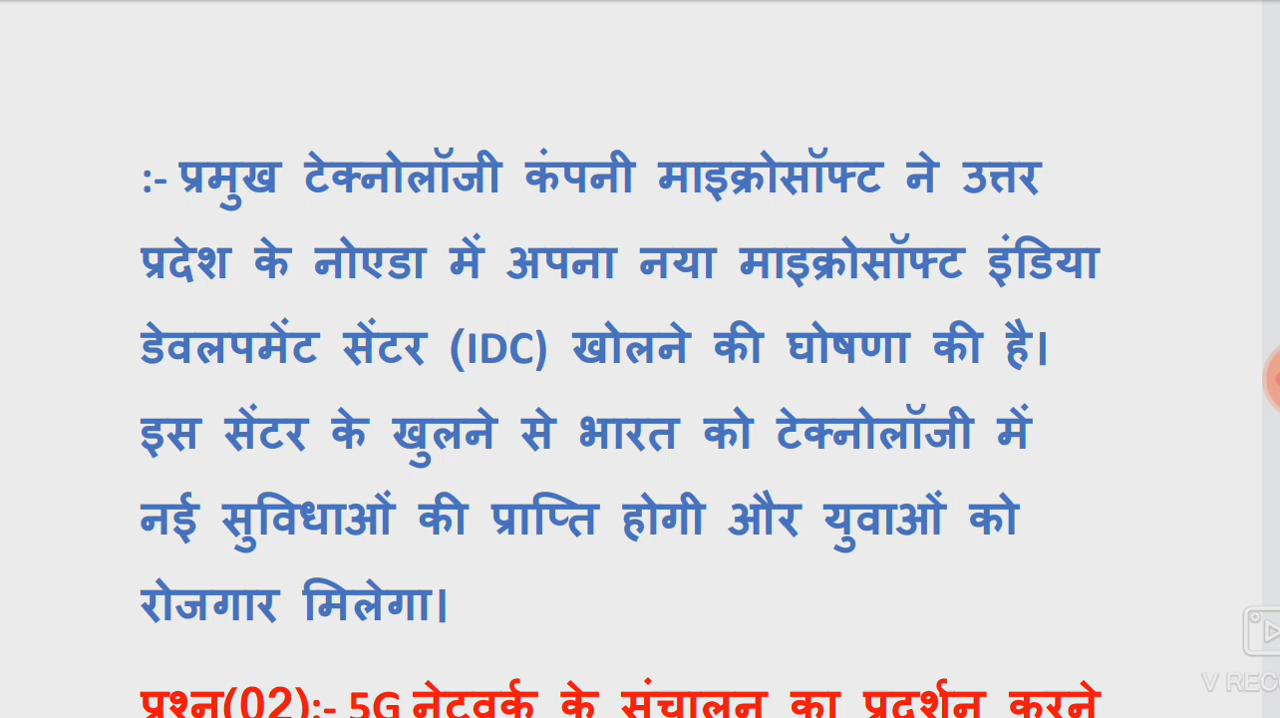 :- प्रमुख टेक्नोलॉजी कंपनी माइक्रोसॉफ्ट ने उत्तर
प्रदेश के नोएडा में अपना नया माइक्रोसॉफ्ट इंडिया
डेवलपमेंट सेंटर (IDC) खोलने की घोषणा की है।
इस सेंटर के खुलने से भारत को टेक्नोलॉजी में
नई सुविधाओं की प्राप्ति होगी और युवाओं को
रोजगार मिलेगा।
प्रश्न(02):- 5G नेटवर्क के संचालन का प्रदर्शन करने
V REC